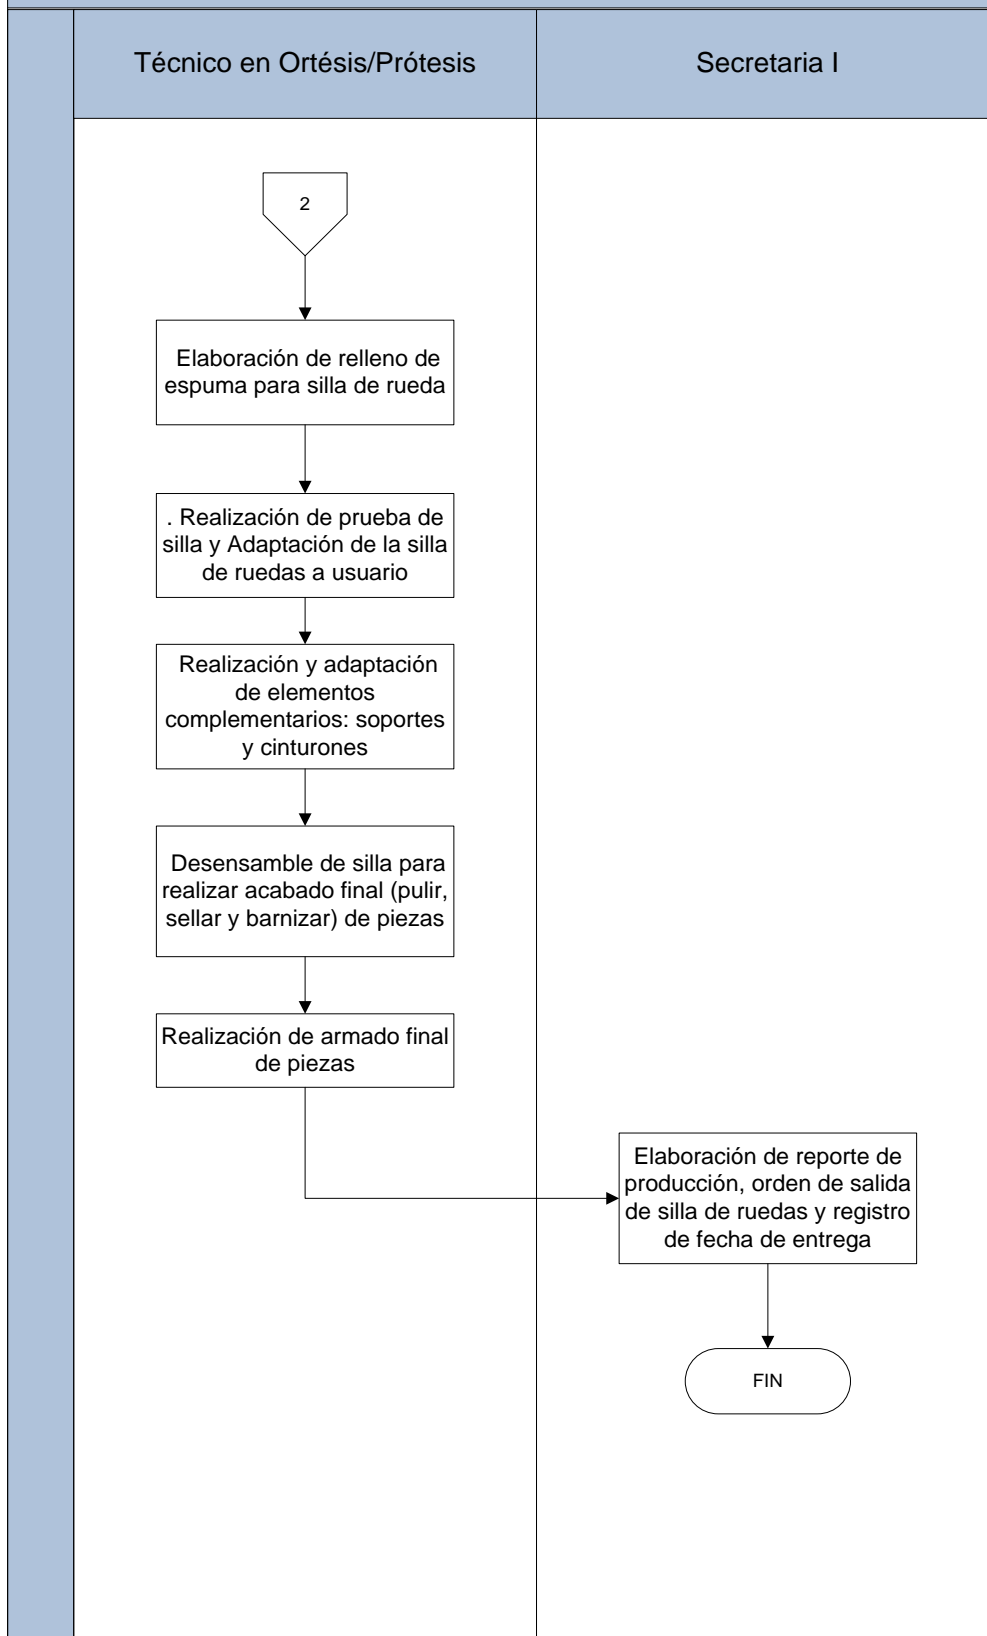 Técnico en Ortésis/Prótesis
Secretaria I
2
Elaboración de relleno de
espuma para silla de rueda
. Realización de prueba de
silla y Adaptación de la silla
de ruedas a usuario
Realización y adaptación
de elementos
complementarios: soportes
y cinturones
Desensamble de silla para
realizar acabado final (pulir,
sellar y barnizar) de piezas
Realización de armado final
de piezas
Elaboración de reporte de
producción, orden de salida
de silla de ruedas y registro
de fecha de entrega
FIN